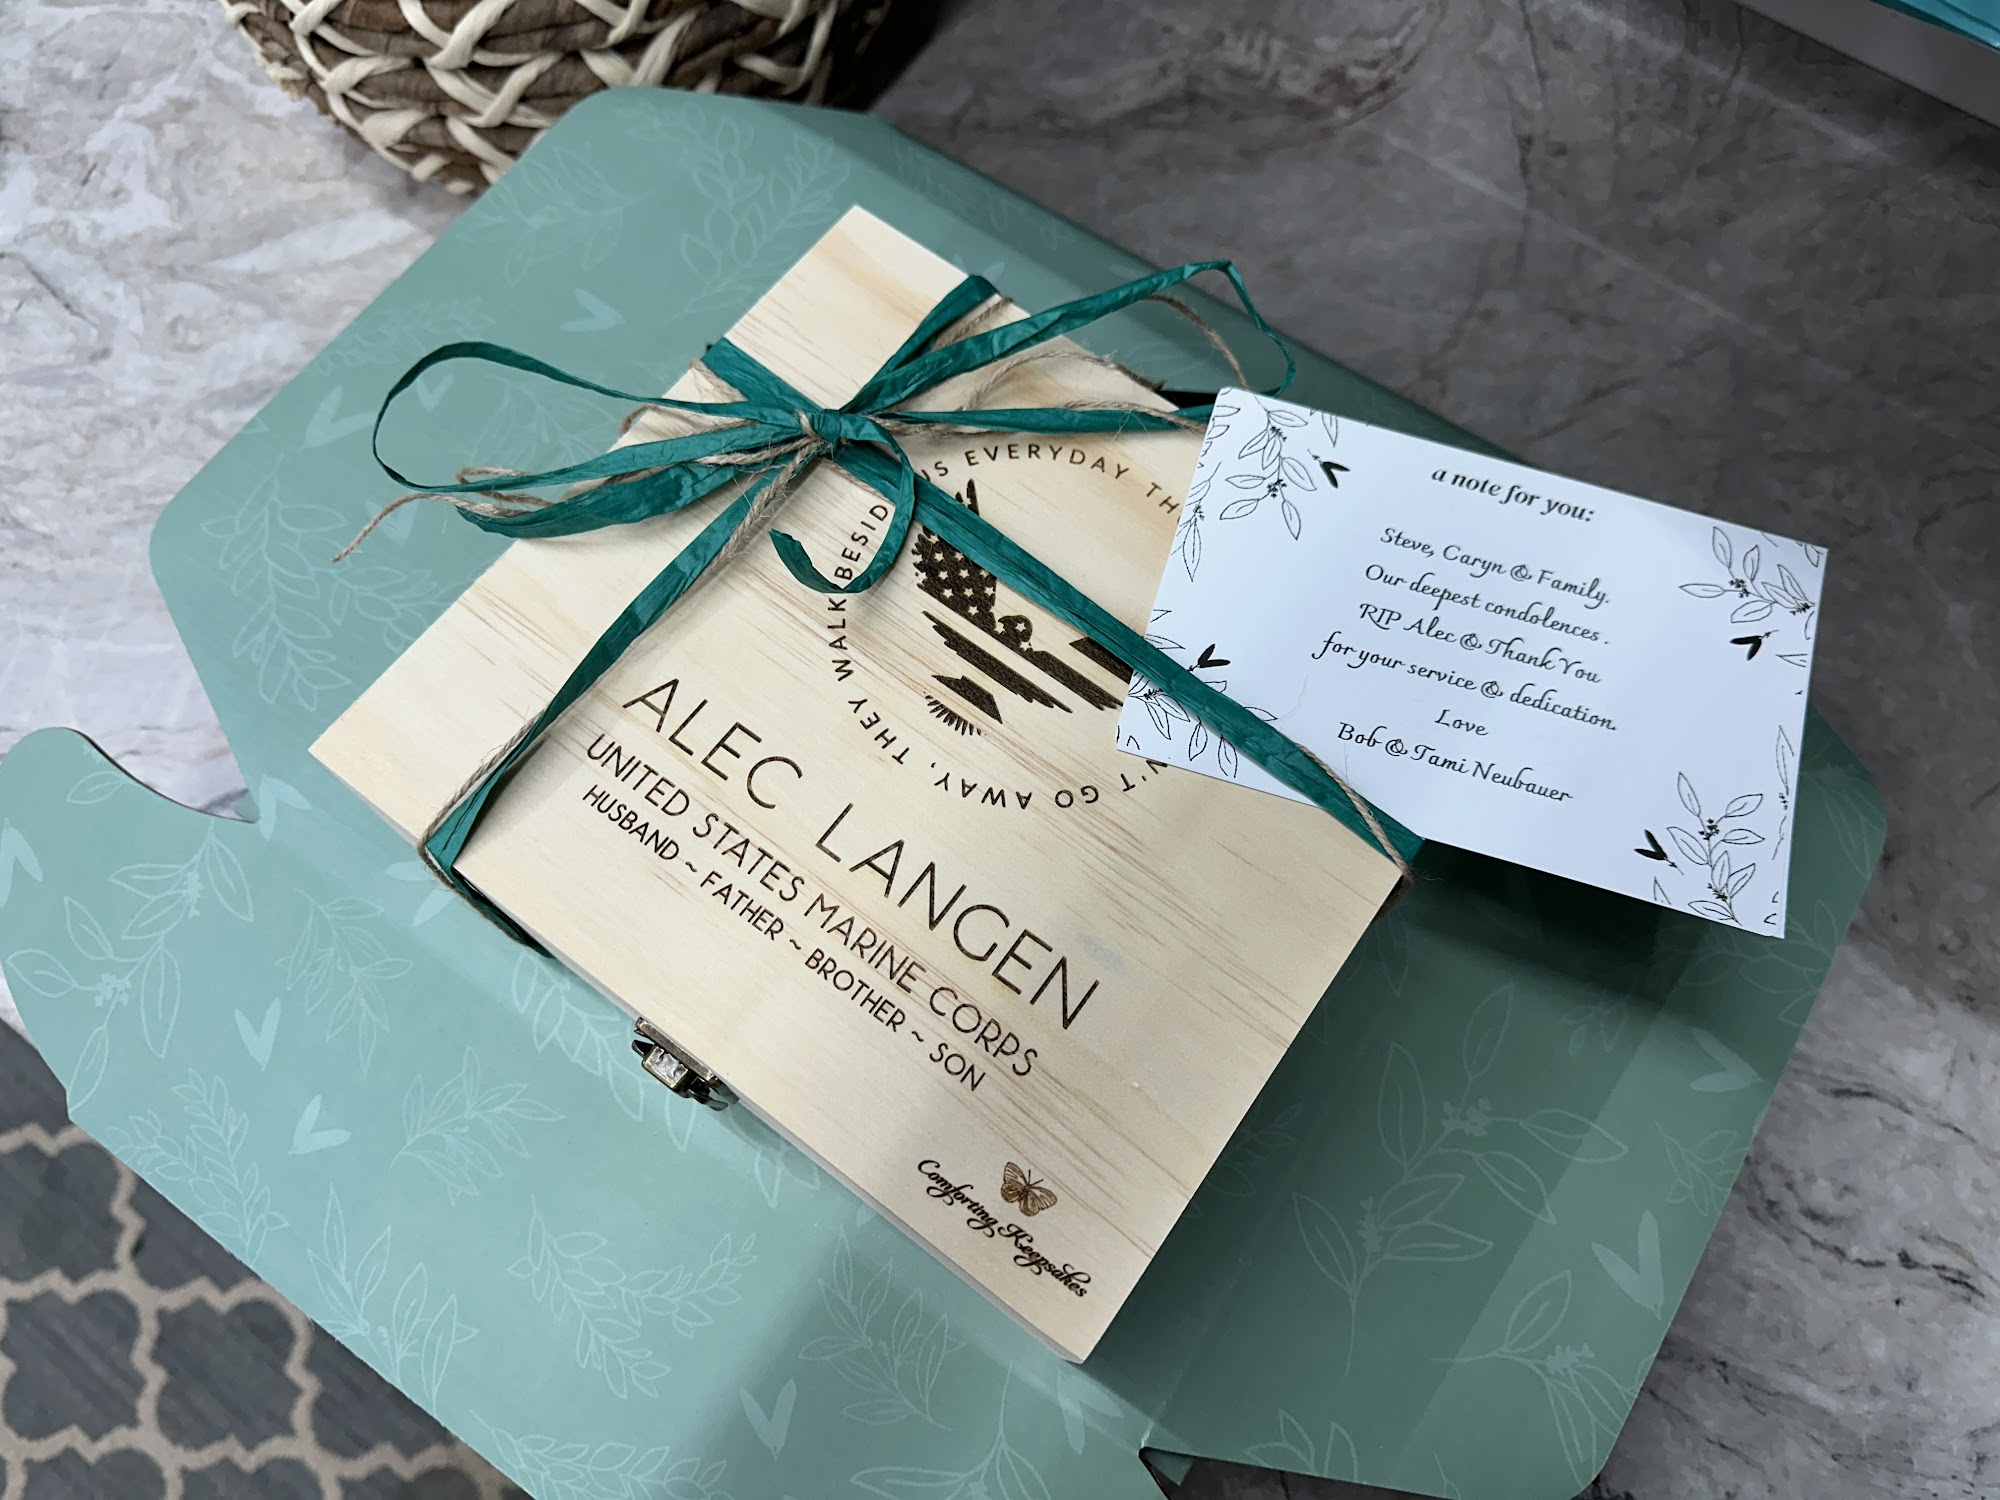 THEY WALK BESIDE US EVERYDAY
GO AWAY,
ALEC LANGEN
UNITED STATES MARINE CORPS
HUSBAND ~ FATHER ~ BROTHER ~ SON
Comforting Keepsakes
a note for you:
Steve, Caryn & Family.
Our deepest condolences.
RIP Alec & Thank You
for your service & dedication.
Love
Bob & Tami Neubauer